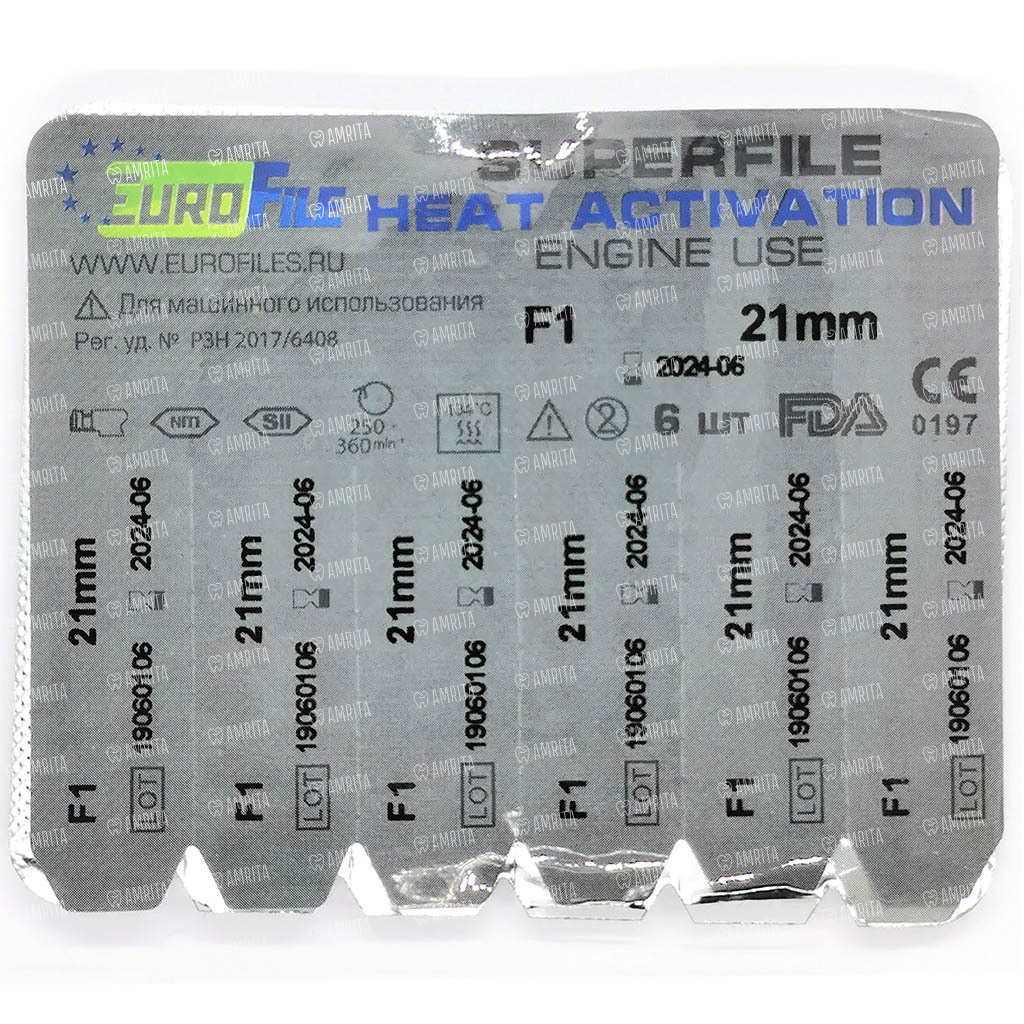 EUROFILE
SUPERFILE
HEAT ACTIVATION
ENGINE USE
WWW.EUROFILES.RU
Для машинного использования
Рег. уд. № РЗН 2017/6408
F1 21mm
2024-06
NiTi SII 250 - 360min⁻¹ 134°C 2 6 ШТ FDA CE 0197
F1 21mm
LOT 19060106 2024-06
F1 21mm
LOT 19060106 2024-06
F1 21mm
LOT 19060106 2024-06
F1 21mm
LOT 19060106 2024-06
F1 21mm
LOT 19060106 2024-06
F1 21mm
LOT 19060106 2024-06
AMRITA